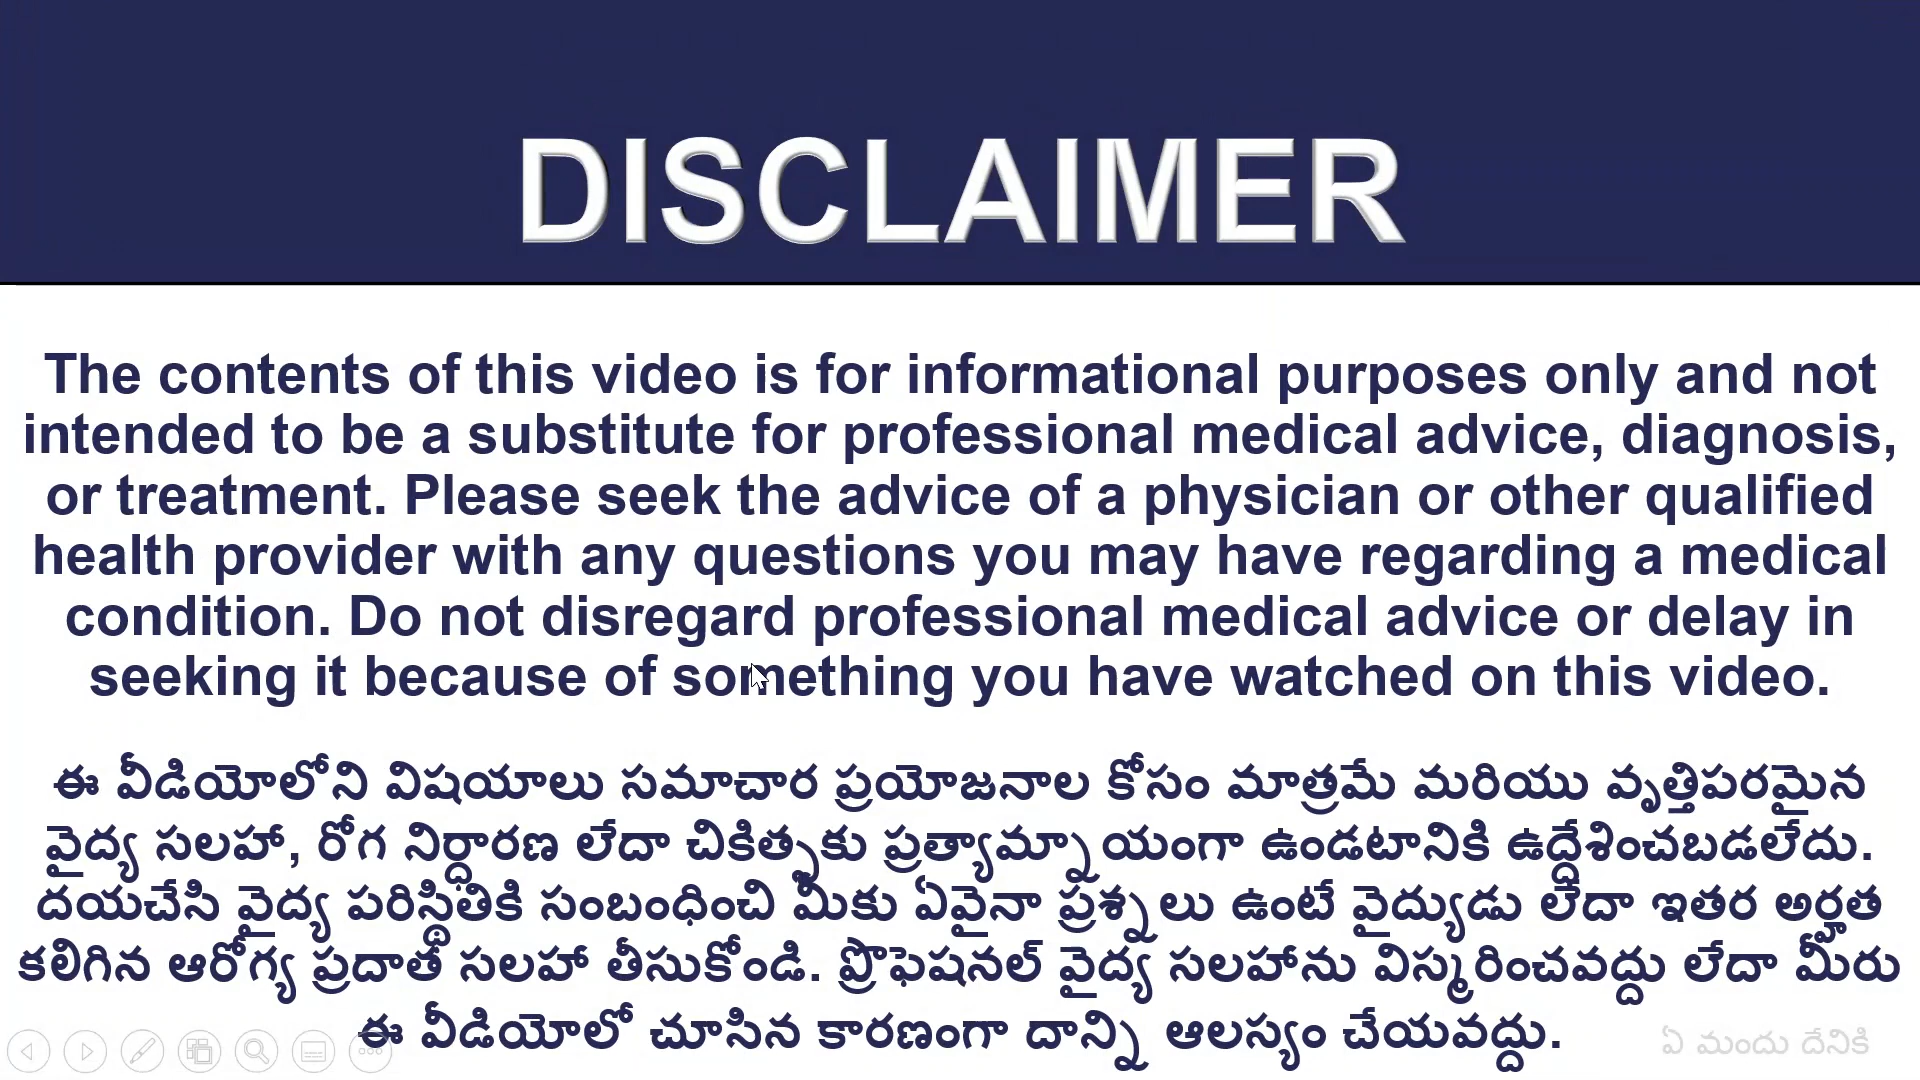 DISCLAIMER
The contents of this video is for informational purposes only and not
intended to be a substitute for professional medical advice, diagnosis,
or treatment. Please seek the advice of a physician or other qualified
health provider with any questions you may have regarding a medical
condition. Do not disregard professional medical advice or delay in
seeking it because of something you have watched on this video.
ఈ వీడియోలోని విషయాలు సమాచార ప్రయోజనాల కోసం మాత్రమే మరియు వృత్తిపరమైన
వైద్య సలహా, రోగ నిర్ధారణ లేదా చికిత్సకు ప్రత్యామ్నాయంగా ఉండటానికి ఉద్దేశించబడలేదు.
దయచేసి వైద్య పరిస్థితికి సంబంధించి మీకు ఏవైనా ప్రశ్నలు ఉంటే వైద్యుడు లేదా ఇతర అర్హత
కలిగిన ఆరోగ్య ప్రదాత సలహా తీసుకోండి. ప్రొఫెషనల్ వైద్య సలహాను విస్మరించవద్దు లేదా మీరు
ఈ వీడియోలో చూసిన కారణంగా దాన్ని ఆలస్యం చేయవద్దు.
ఏ మందు దేనికి